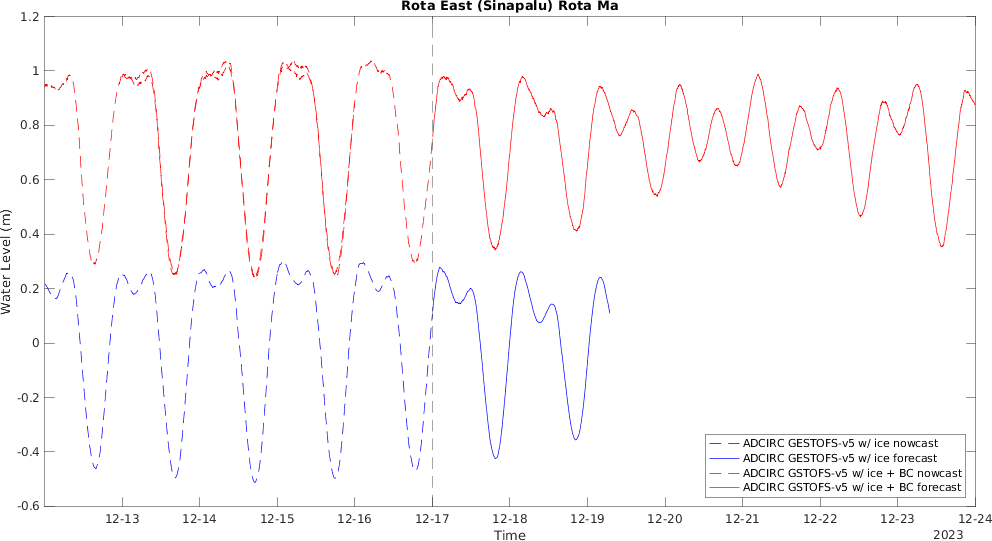 Rota East (Sinapalu) Rota Ma
Water Level (m)
1.2
1
0.8
0.6
0.4
0.2
0
-0.2
-0.4
-0.6
ADCIRC GESTOFS-v5 w/ ice nowcast
ADCIRC GESTOFS-v5 w/ ice forecast
ADCIRC GSTOFS-v5 w/ ice + BC nowcast
ADCIRC GSTOFS-v5 w/ ice + BC forecast
12-13 12-14 12-15 12-16 12-17 12-18 12-19 12-20 12-21 12-22 12-23 12-24
Time
2023